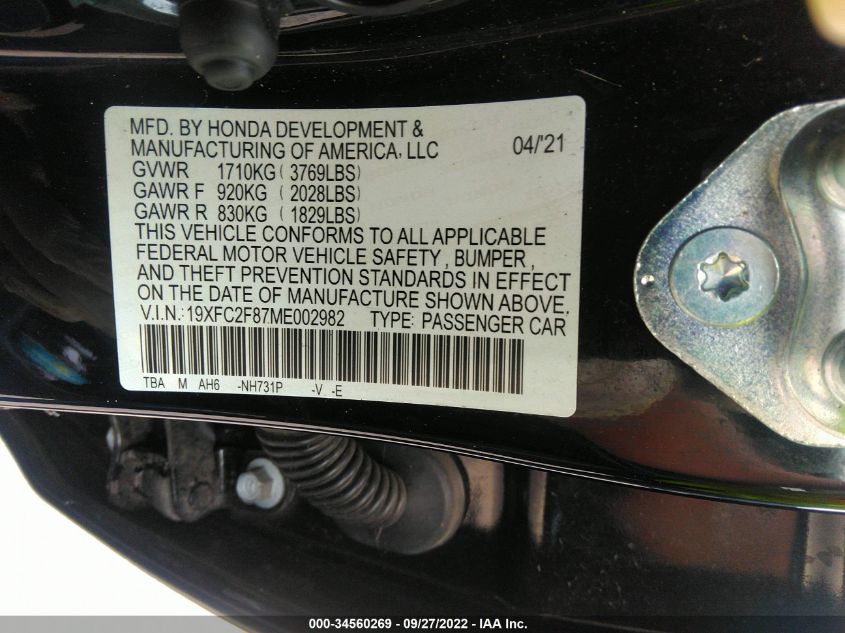 MFD. BY HONDA DEVELOPMENT &
MANUFACTURING OF AMERICA, LLC 04/'21
GVWR 1710KG ( 3769LBS)
GAWR F 920KG ( 2028LBS)
GAWR R 830KG ( 1829LBS)
THIS VEHICLE CONFORMS TO ALL APPLICABLE
FEDERAL MOTOR VEHICLE SAFETY, BUMPER,
AND THEFT PREVENTION STANDARDS IN EFFECT
ON THE DATE OF MANUFACTURE SHOWN ABOVE.
V.I.N.: 19XFC2F87ME002982 TYPE: PASSENGER CAR
TBA M AH6 -NH731P -V -E
000-34560269 - 09/27/2022 - IAA Inc.